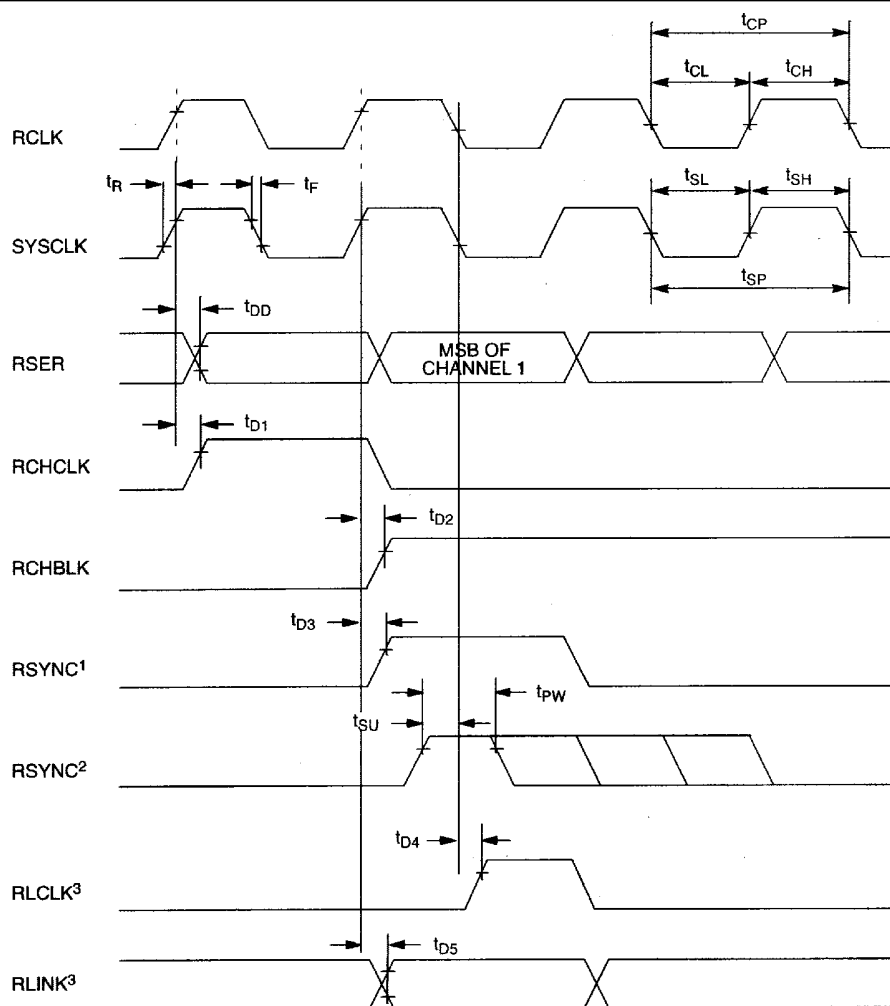 tCP
tCL tCH
RCLK
tR tF tSL tSH
SYSCLK
tSP
tDD
RSER MSB OF
CHANNEL 1
tD1
RCHCLK
tD2
RCHBLK
tD3
RSYNC¹
tPW
tSU
RSYNC²
tD4
RLCLK³
tD5
RLINK³